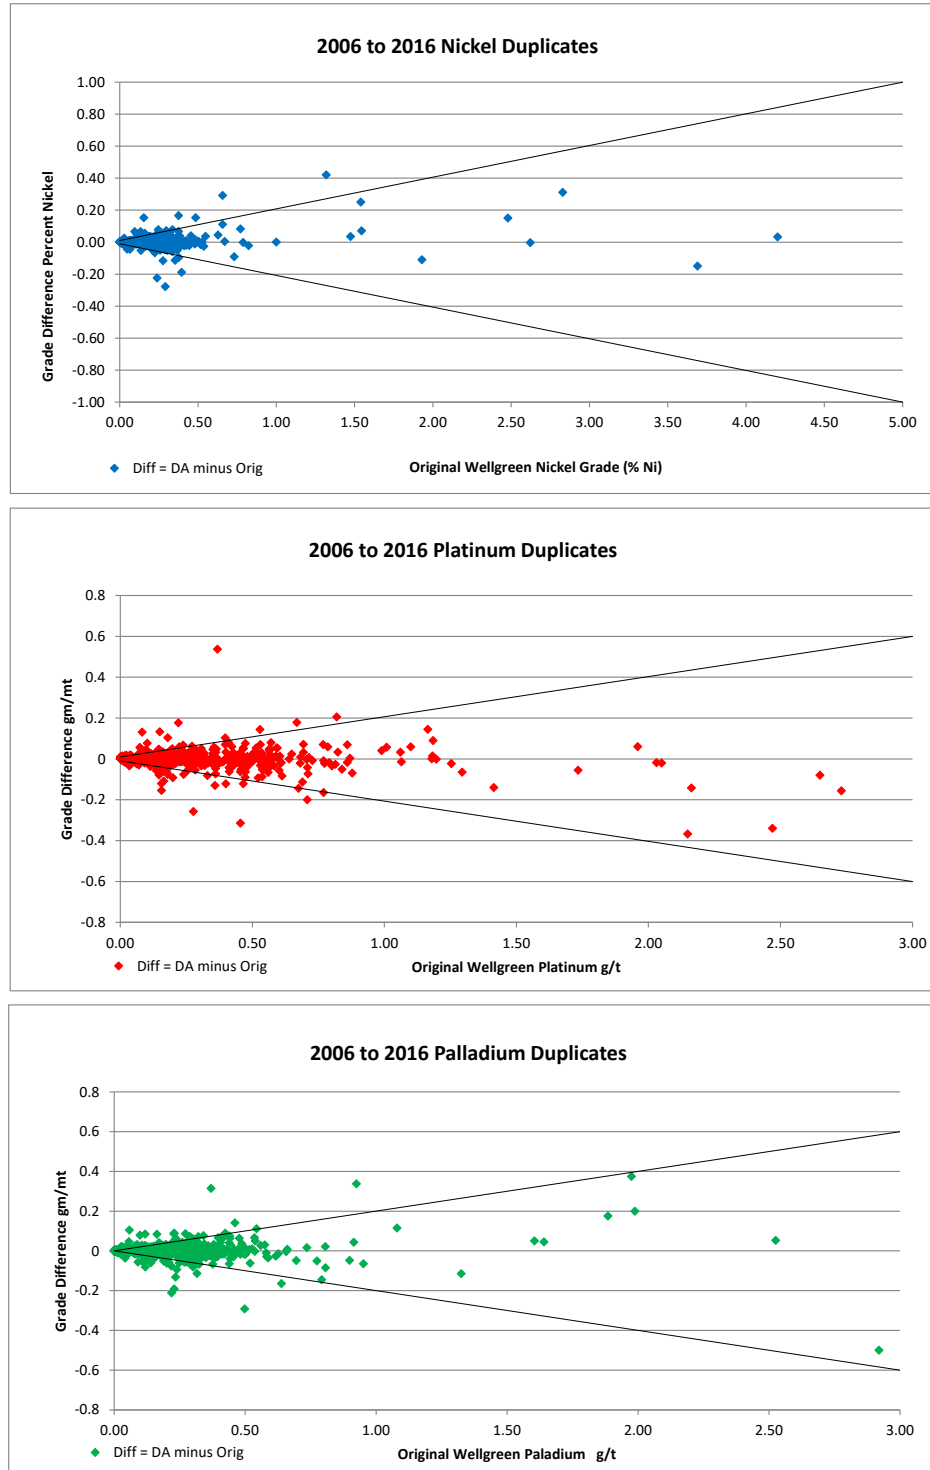 2006 to 2016 Nickel Duplicates
Grade Difference Percent Nickel
1.00
0.80
0.60
0.40
0.20
0.00
-0.20
-0.40
-0.60
-0.80
-1.00
0.00 0.50 1.00 1.50 2.00 2.50 3.00 3.50 4.00 4.50 5.00
Diff = DA minus Orig
Original Wellgreen Nickel Grade (% Ni)
2006 to 2016 Platinum Duplicates
Grade Difference gm/mt
0.8
0.6
0.4
0.2
0
-0.2
-0.4
-0.6
-0.8
0.00 0.50 1.00 1.50 2.00 2.50 3.00
Diff = DA minus Orig
Original Wellgreen Platinum g/t
2006 to 2016 Palladium Duplicates
Grade Difference gm/mt
0.8
0.6
0.4
0.2
0
-0.2
-0.4
-0.6
-0.8
0.00 0.50 1.00 1.50 2.00 2.50 3.00
Diff = DA minus Orig
Original Wellgreen Paladium g/t